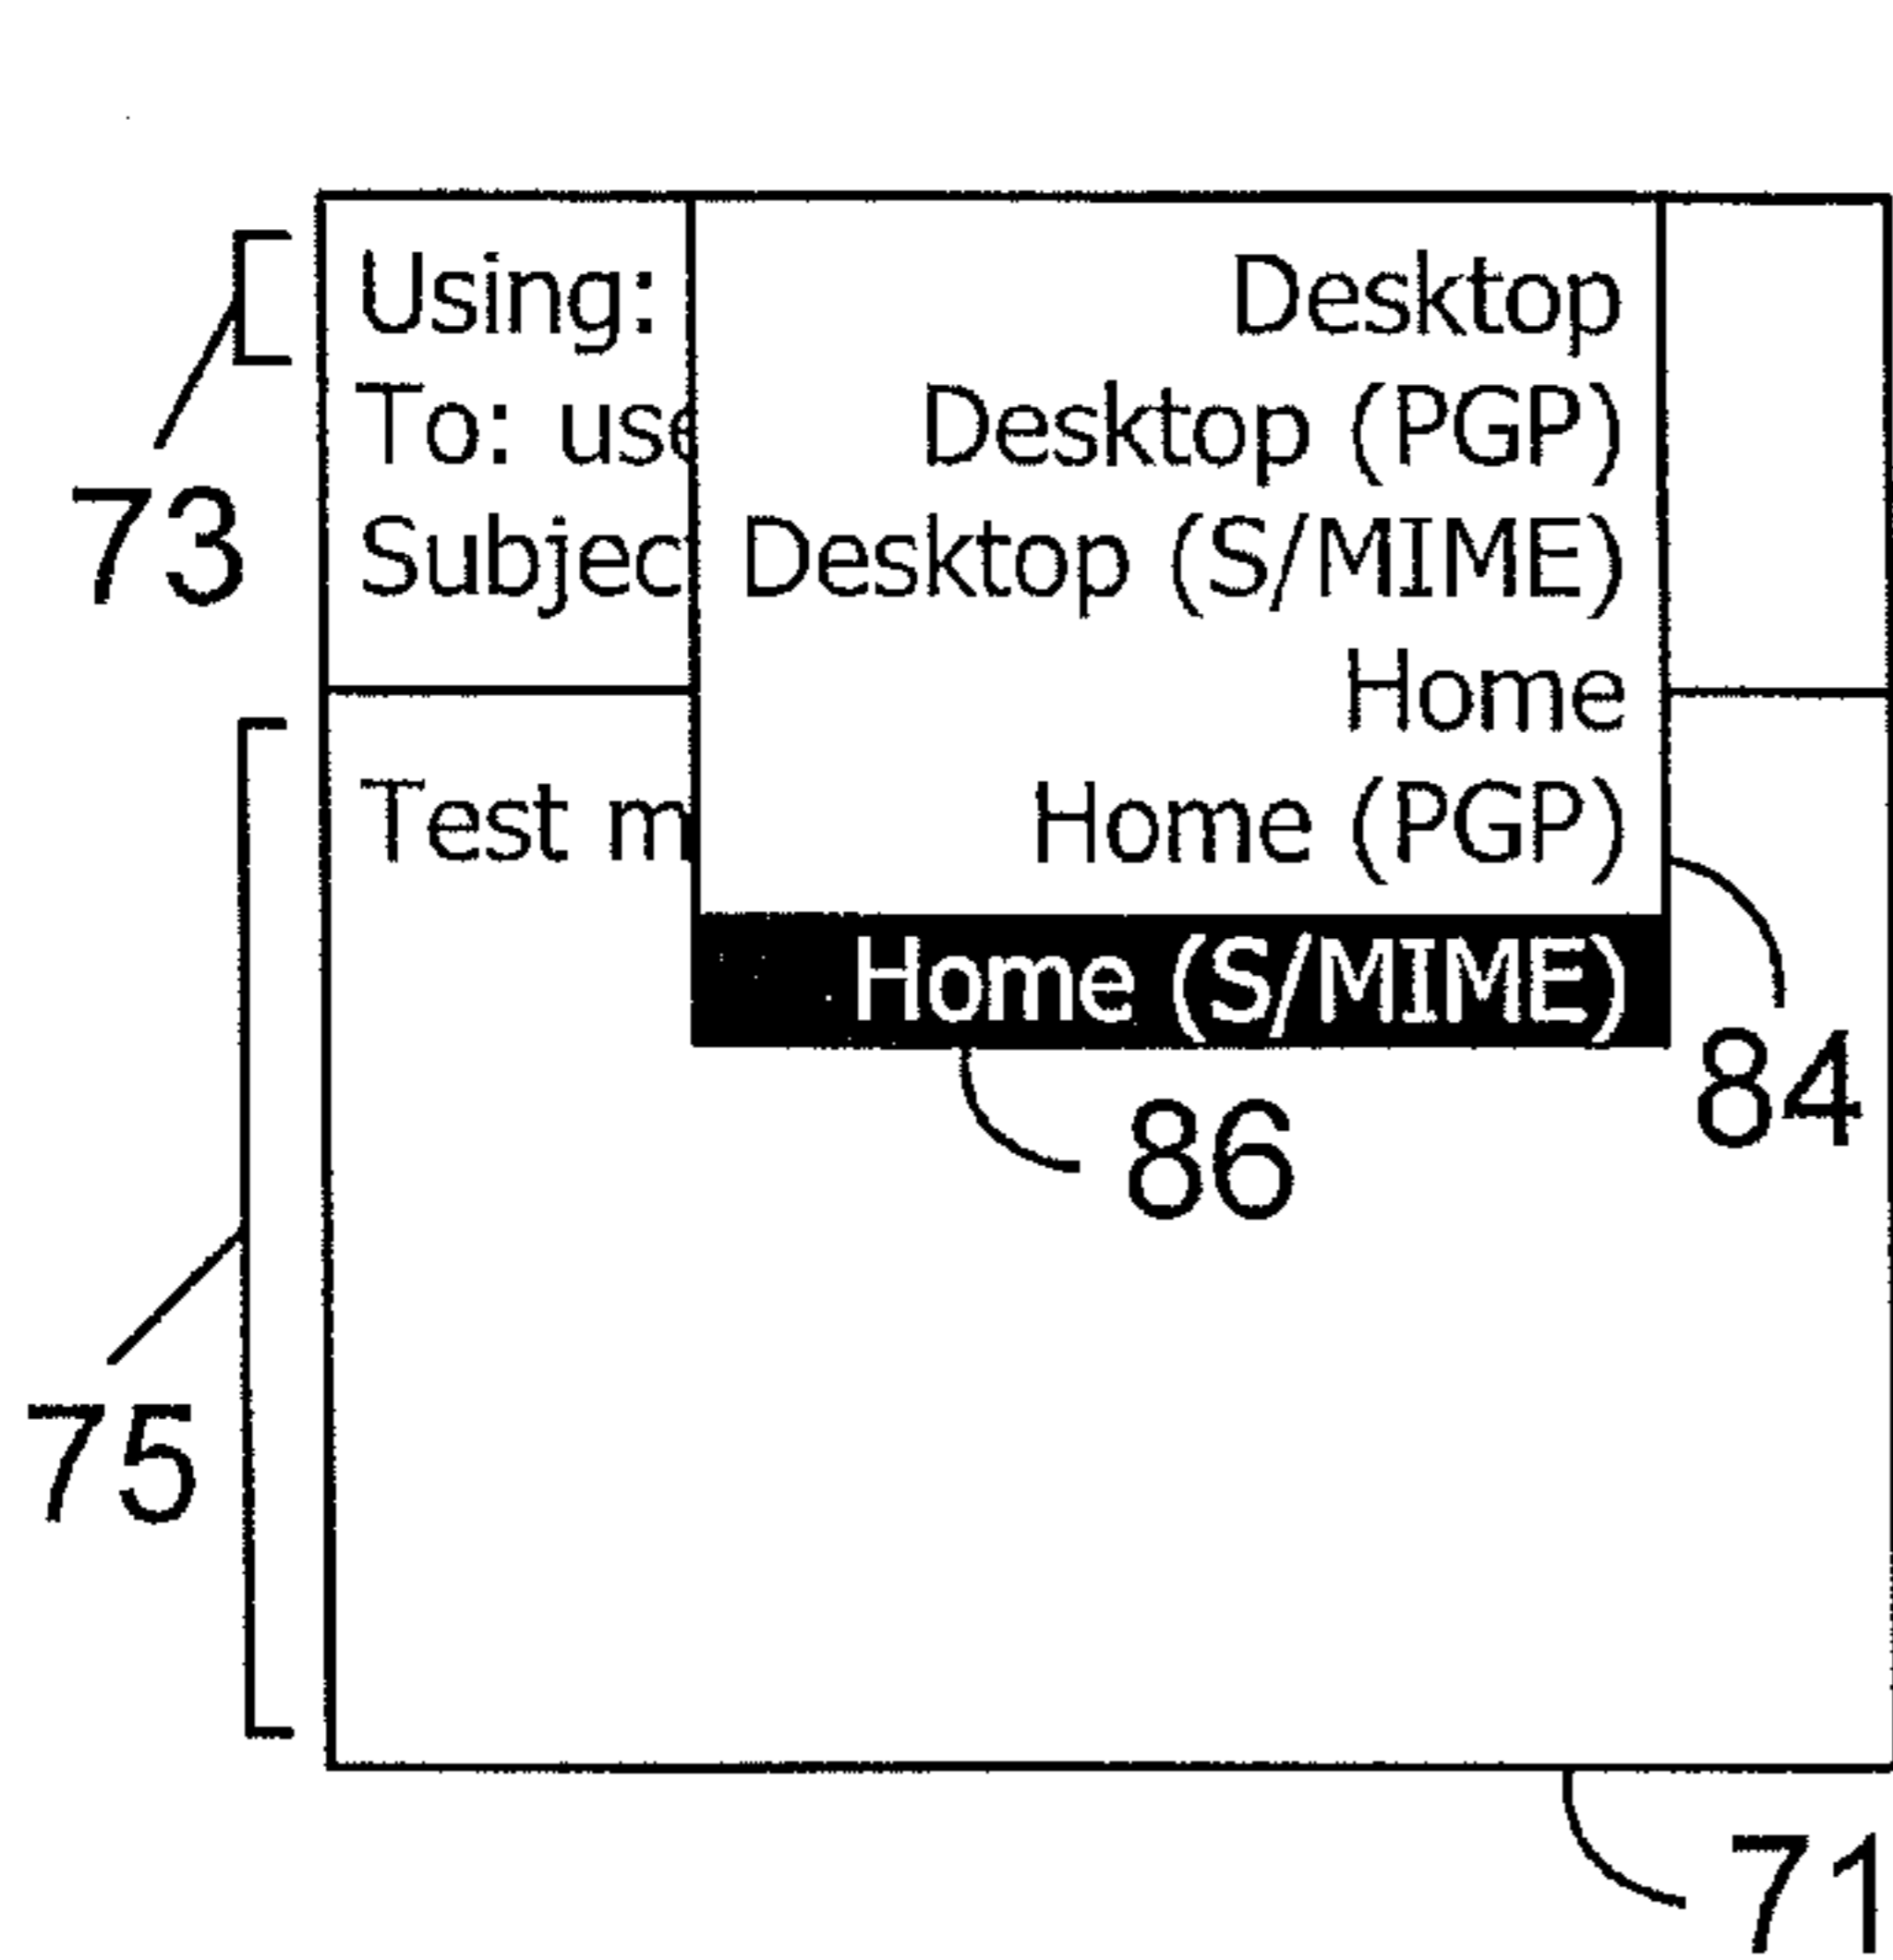 Using: Desktop
To: use Desktop (PGP)
Subjec Desktop (S/MIME)
Home
73
Test m Home (PGP)
Home (S/MIME)
84
86
75
71